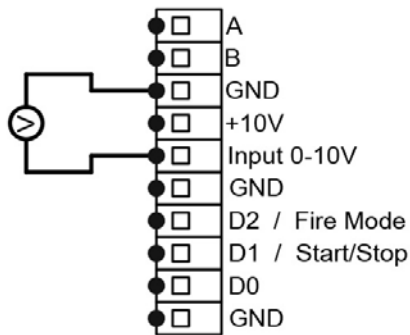 A
B
GND
+10V
V
Input 0-10V
GND
D2 / Fire Mode
D1 / Start/Stop
D0
GND